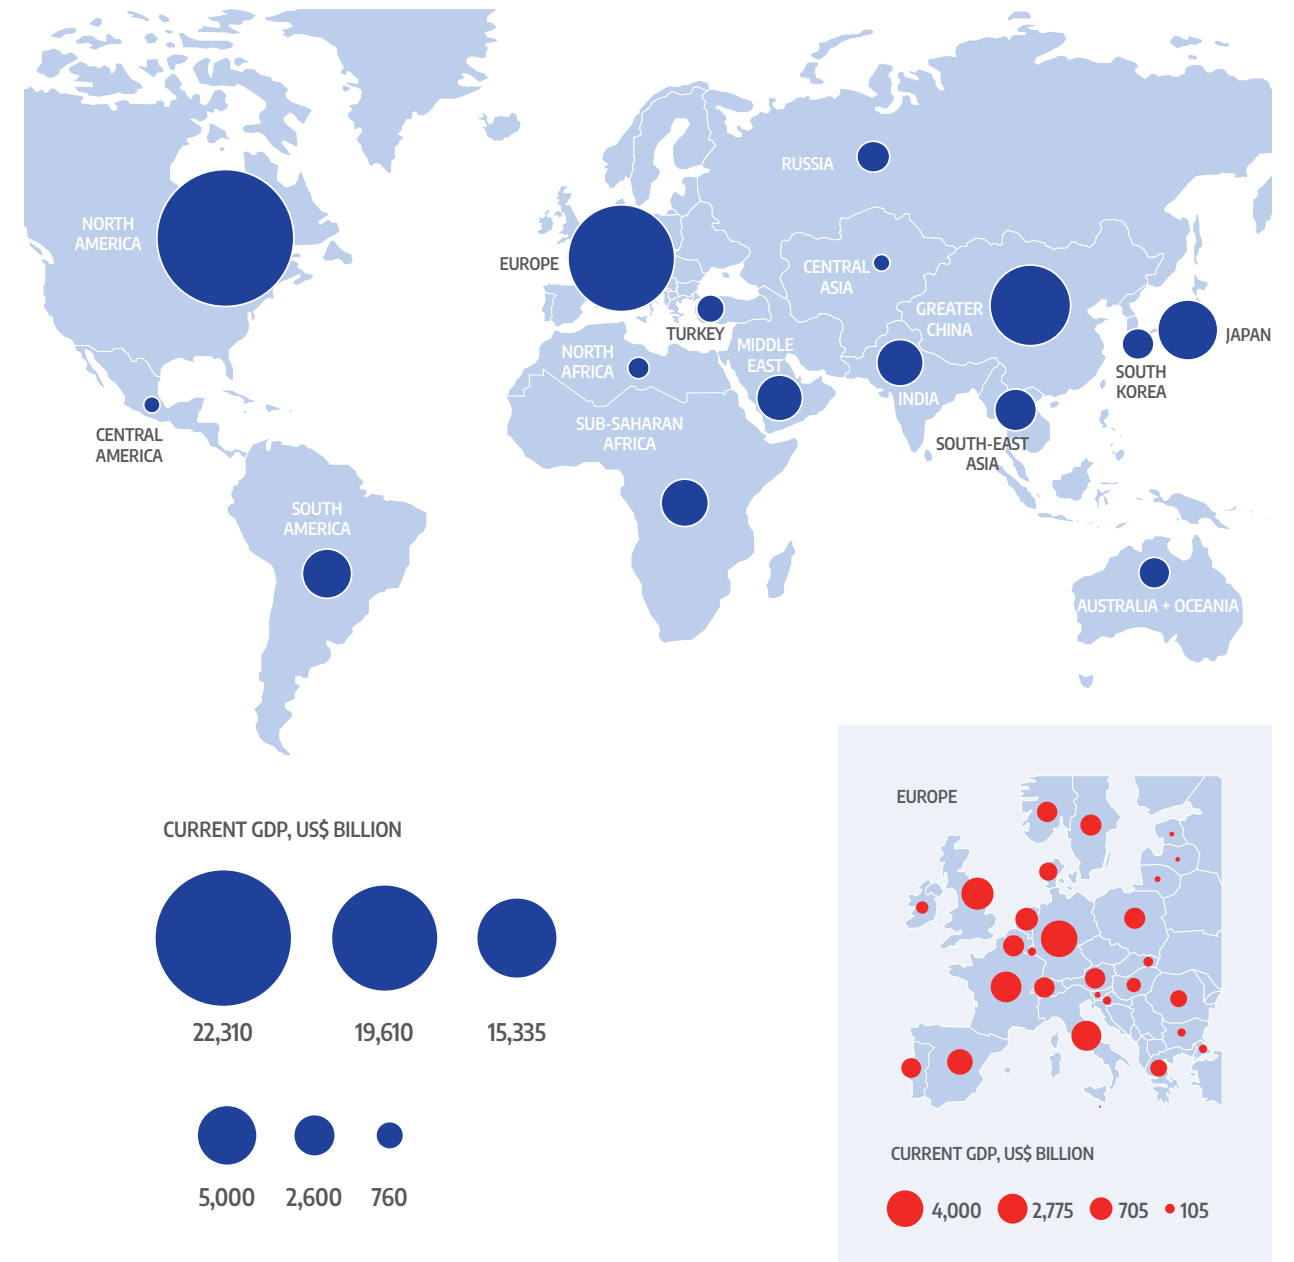 RUSSIA
NORTH
AMERICA
EUROPE
CENTRAL
ASIA
GREATER
CHINA
TURKEY
JAPAN
NORTH
AFRICA
MIDDLE
EAST
SOUTH
KOREA
INDIA
CENTRAL
AMERICA
SUB-SAHARAN
AFRICA
SOUTH-EAST
ASIA
SOUTH
AMERICA
AUSTRALIA + OCEANIA
CURRENT GDP, US$ BILLION
22,310
19,610
15,335
5,000
2,600
760
EUROPE
CURRENT GDP, US$ BILLION
4,000
2,775
705
105